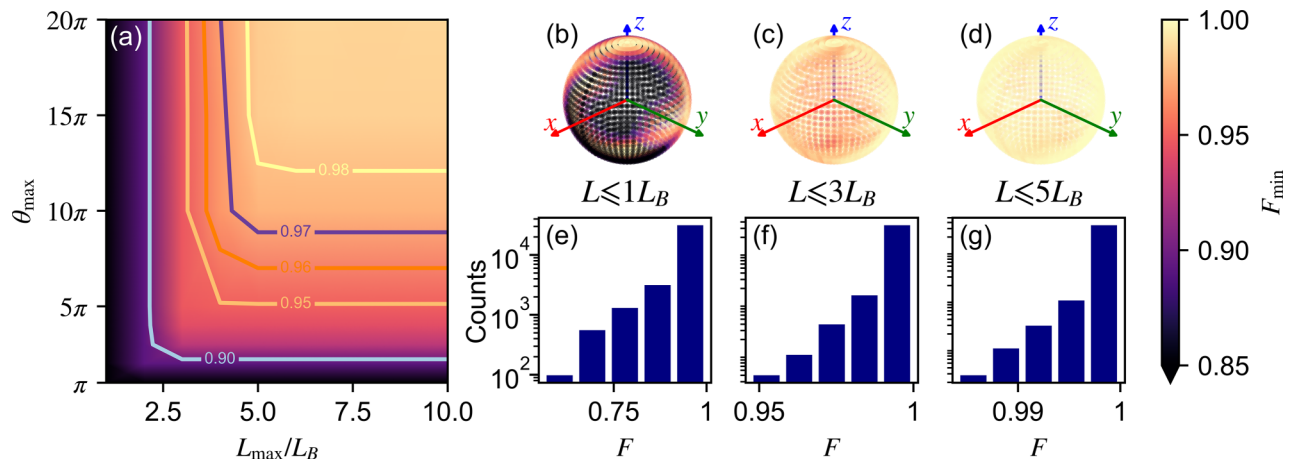 (a)
20π
15π
10π
5π
π
θmax
0.98
0.97
0.96
0.95
0.90
2.5
5.0
7.5
10.0
Lmax/LB
(b)
z
x
y
L⩽1LB
(c)
z
x
y
L⩽3LB
(d)
z
x
y
L⩽5LB
(e)
Counts
10⁴
10³
10²
0.75
1
F
(f)
0.95
1
F
(g)
0.99
1
F
1.00
0.95
0.90
0.85
Fmin